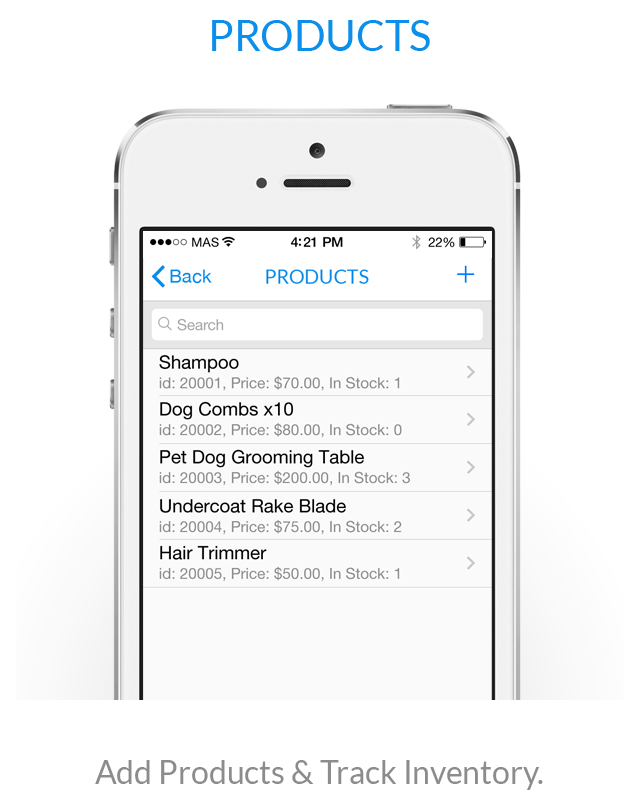 PRODUCTS
MAS 4:21 PM 22%
Back PRODUCTS +
Search
Shampoo
id: 20001, Price: $70.00, In Stock: 1
Dog Combs x10
id: 20002, Price: $80.00, In Stock: 0
Pet Dog Grooming Table
id: 20003, Price: $200.00, In Stock: 3
Undercoat Rake Blade
id: 20004, Price: $75.00, In Stock: 2
Hair Trimmer
id: 20005, Price: $50.00, In Stock: 1
Add Products & Track Inventory.